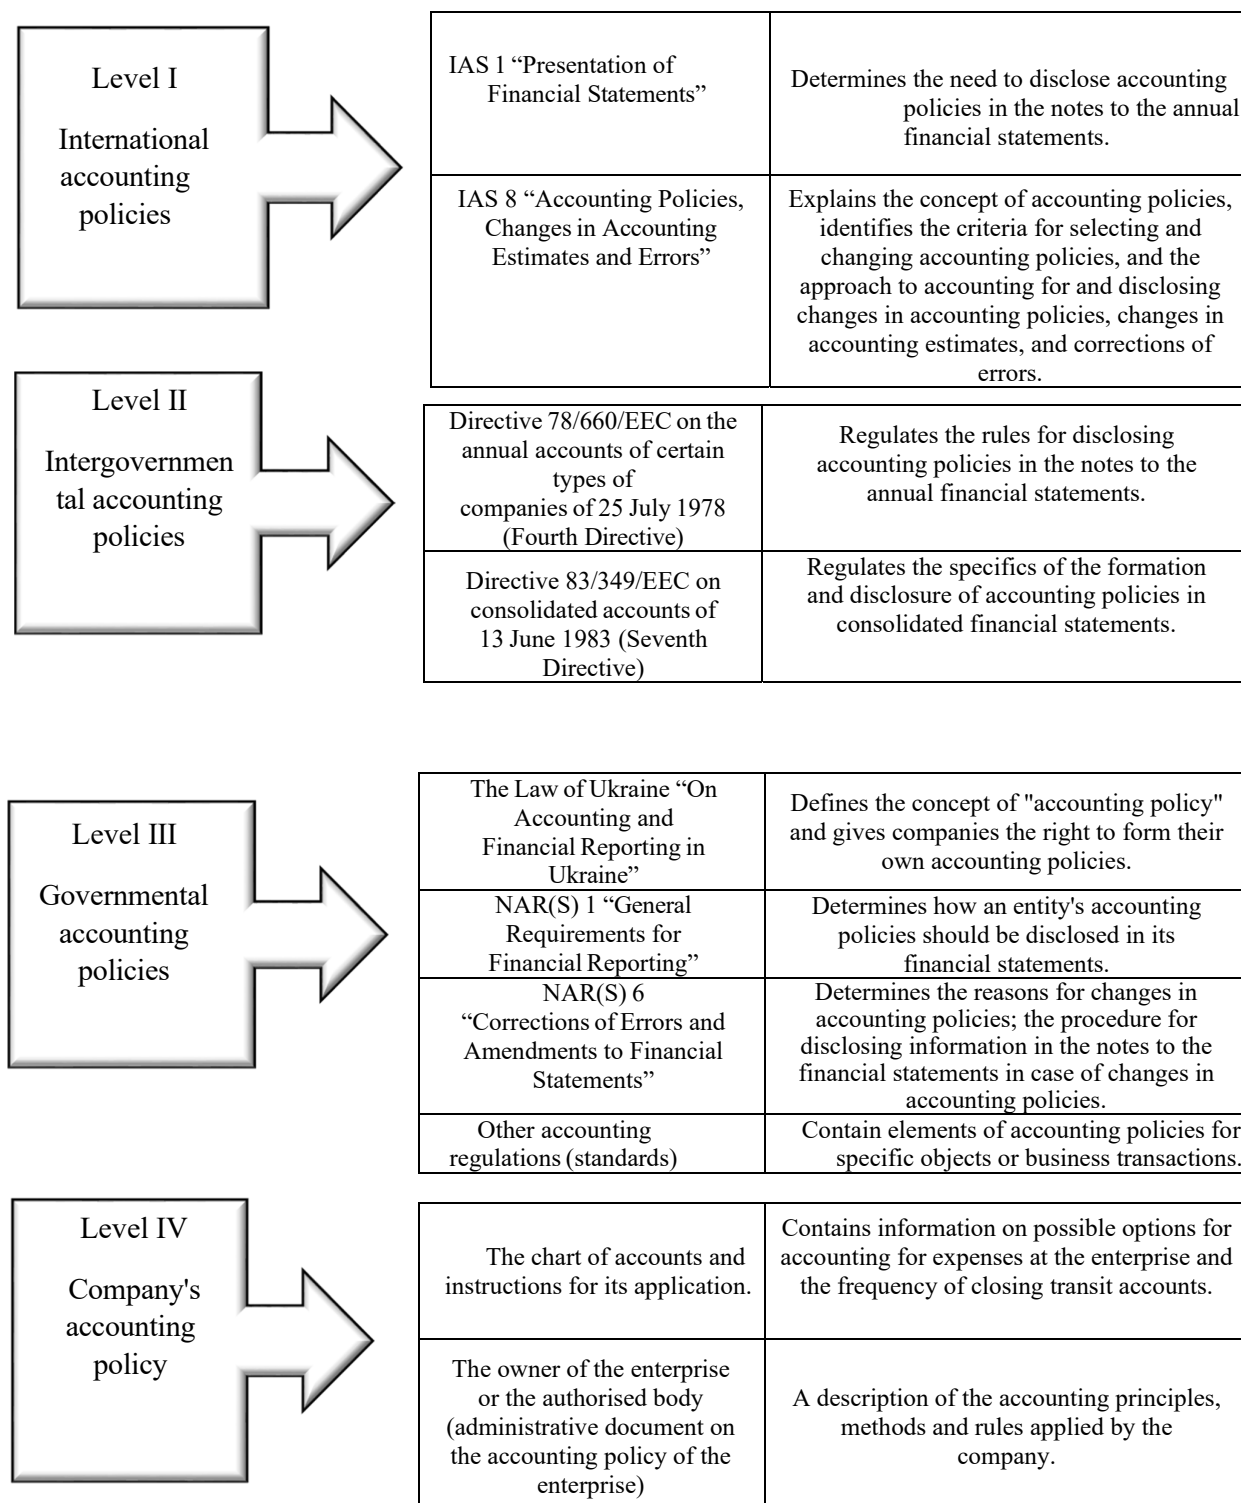 Level I
International
accounting
policies
IAS 1 “Presentation of
Financial Statements”
Determines the need to disclose accounting
policies in the notes to the annual
financial statements.
IAS 8 “Accounting Policies,
Changes in Accounting
Estimates and Errors”
Explains the concept of accounting policies,
identifies the criteria for selecting and
changing accounting policies, and the
approach to accounting for and disclosing
changes in accounting policies, changes in
accounting estimates, and corrections of
errors.
Level II
Intergovernmen
tal accounting
policies
Directive 78/660/EEC on the
annual accounts of certain
types of
companies of 25 July 1978
(Fourth Directive)
Regulates the rules for disclosing
accounting policies in the notes to the
annual financial statements.
Directive 83/349/EEC on
consolidated accounts of
13 June 1983 (Seventh
Directive)
Regulates the specifics of the formation
and disclosure of accounting policies in
consolidated financial statements.
Level III
Governmental
accounting
policies
The Law of Ukraine “On
Accounting and
Financial Reporting in
Ukraine”
Defines the concept of "accounting policy"
and gives companies the right to form their
own accounting policies.
NAR(S) 1 “General
Requirements for
Financial Reporting”
Determines how an entity's accounting
policies should be disclosed in its
financial statements.
NAR(S) 6
“Corrections of Errors and
Amendments to Financial
Statements”
Determines the reasons for changes in
accounting policies; the procedure for
disclosing information in the notes to the
financial statements in case of changes in
accounting policies.
Other accounting
regulations (standards)
Contain elements of accounting policies for
specific objects or business transactions.
Level IV
Company's
accounting
policy
The chart of accounts and
instructions for its application.
Contains information on possible options for
accounting for expenses at the enterprise and
the frequency of closing transit accounts.
The owner of the enterprise
or the authorised body
(administrative document on
the accounting policy of the
enterprise)
A description of the accounting principles,
methods and rules applied by the
company.